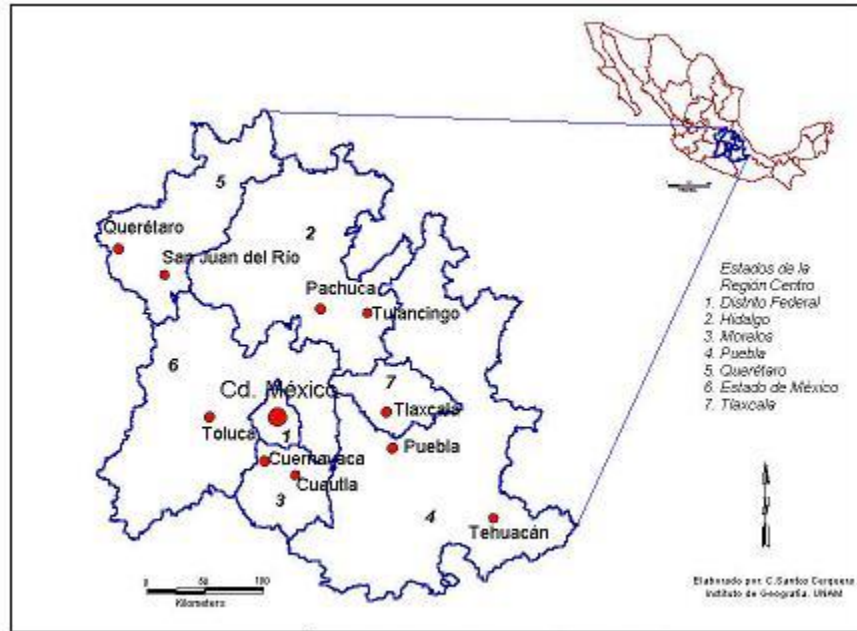 5
Querétaro
San Juan del Río
2
Pachuca
Tulancingo
6
Cd. México
7
Tlaxcala
Toluca
1
Puebla
Cuernavaca
Cuautla
3
4
Tehuacán
0 50 100
Kilometers
Estados de la
Región Centro
1. Distrito Federal
2. Hidalgo
3. Moralos
4. Puebla
5. Querétaro
6. Estado de México
7. Tlaxcala
Elaborado por: C.Santos Cerquera
Instituto de Geografía. UNAM